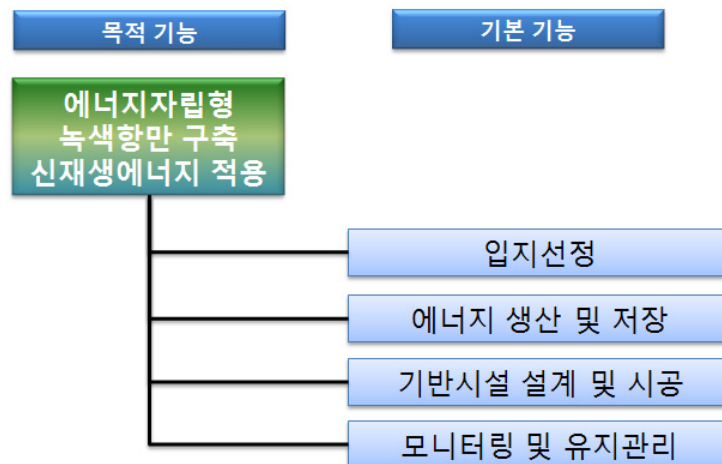 목적 기능
기본 기능
에너지자립형
녹색항만 구축
신재생에너지 적용
입지선정
에너지 생산 및 저장
기반시설 설계 및 시공
모니터링 및 유지관리